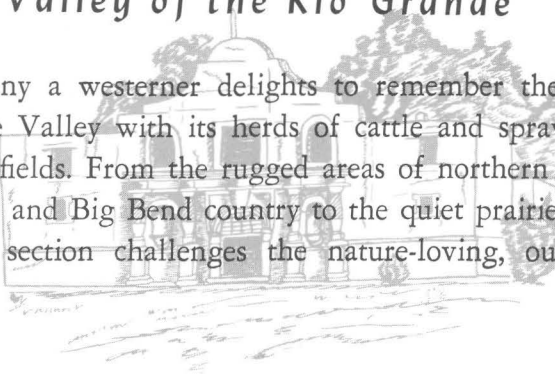 Valley of the Rio Grande
ny a westerner delights to remember the
Valley with its herds of cattle and spra
fields. From the rugged areas of northern
and Big Bend country to the quiet prairie
section challenges the nature-loving, ou